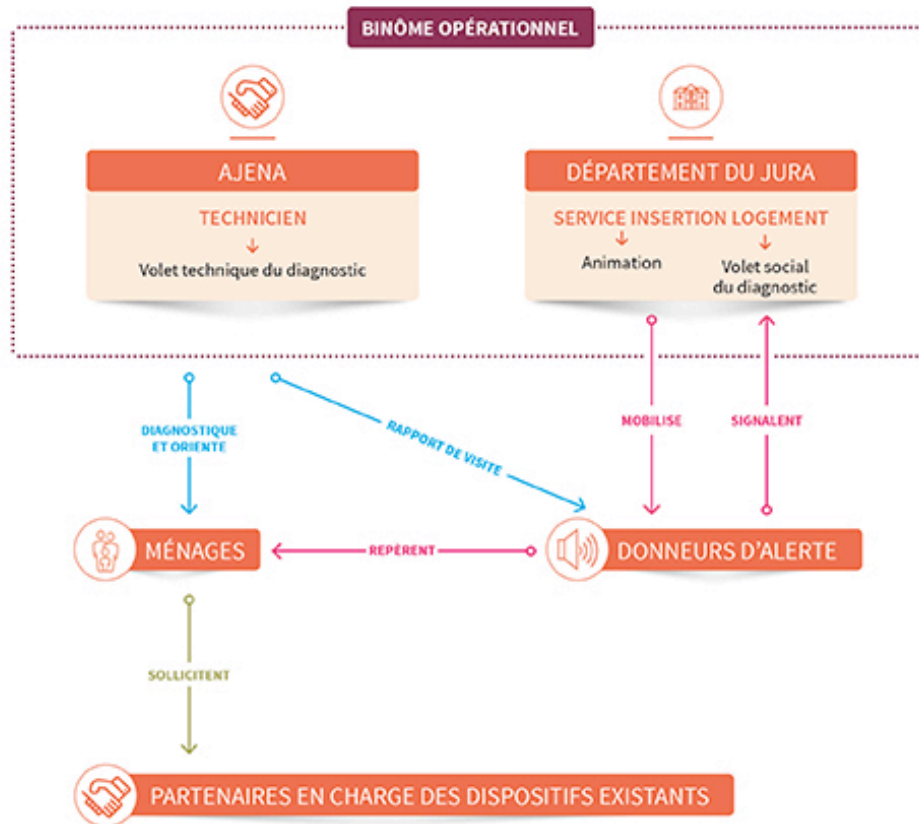 BINÔME OPÉRATIONNEL
AJENA
TECHNICIEN
Volet technique du diagnostic
DÉPARTEMENT DU JURA
SERVICE INSERTION LOGEMENT
Animation
Volet social
du diagnostic
DIAGNOSTIQUE
ET ORIENTE
RAPPORT DE VISITE
MOBILISE
SIGNALENT
MÉNAGES
REPÈRENT
DONNEURS D'ALERTE
SOLLICITENT
PARTENAIRES EN CHARGE DES DISPOSITIFS EXISTANTS